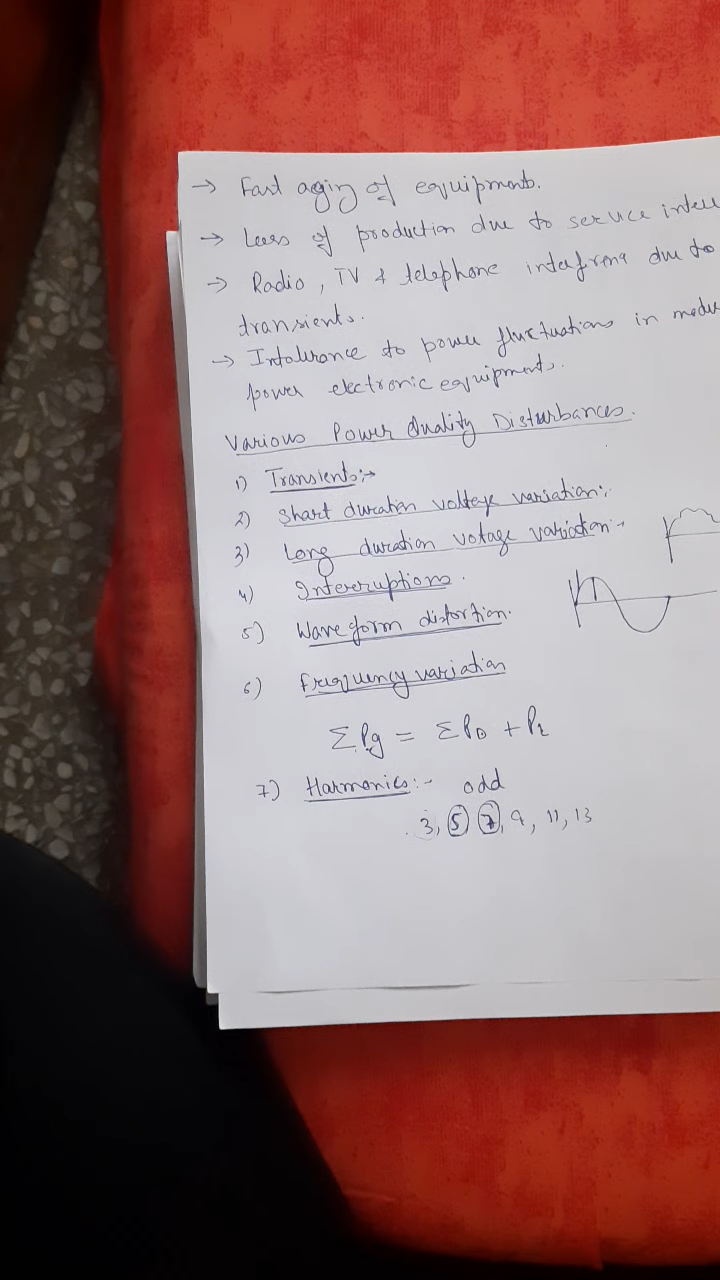 → Fast aging of equipments.
→ Loss of production due to service
→ Radio, TV & telephone interfrene due to
transients.
→ Intolerance to power fluctuations in
power electronic equipments.
Various Power Quality Disturbances.
1) Transients:→
2) Short duration voltage variation:
3) Long duration votage variation:-
4) Interruptions.
5) Wave form distortion.
6) frequency variation
ΣPg = ΣPD + PL
7) Harmonics:- odd
3, 5 7, 9, 11, 13